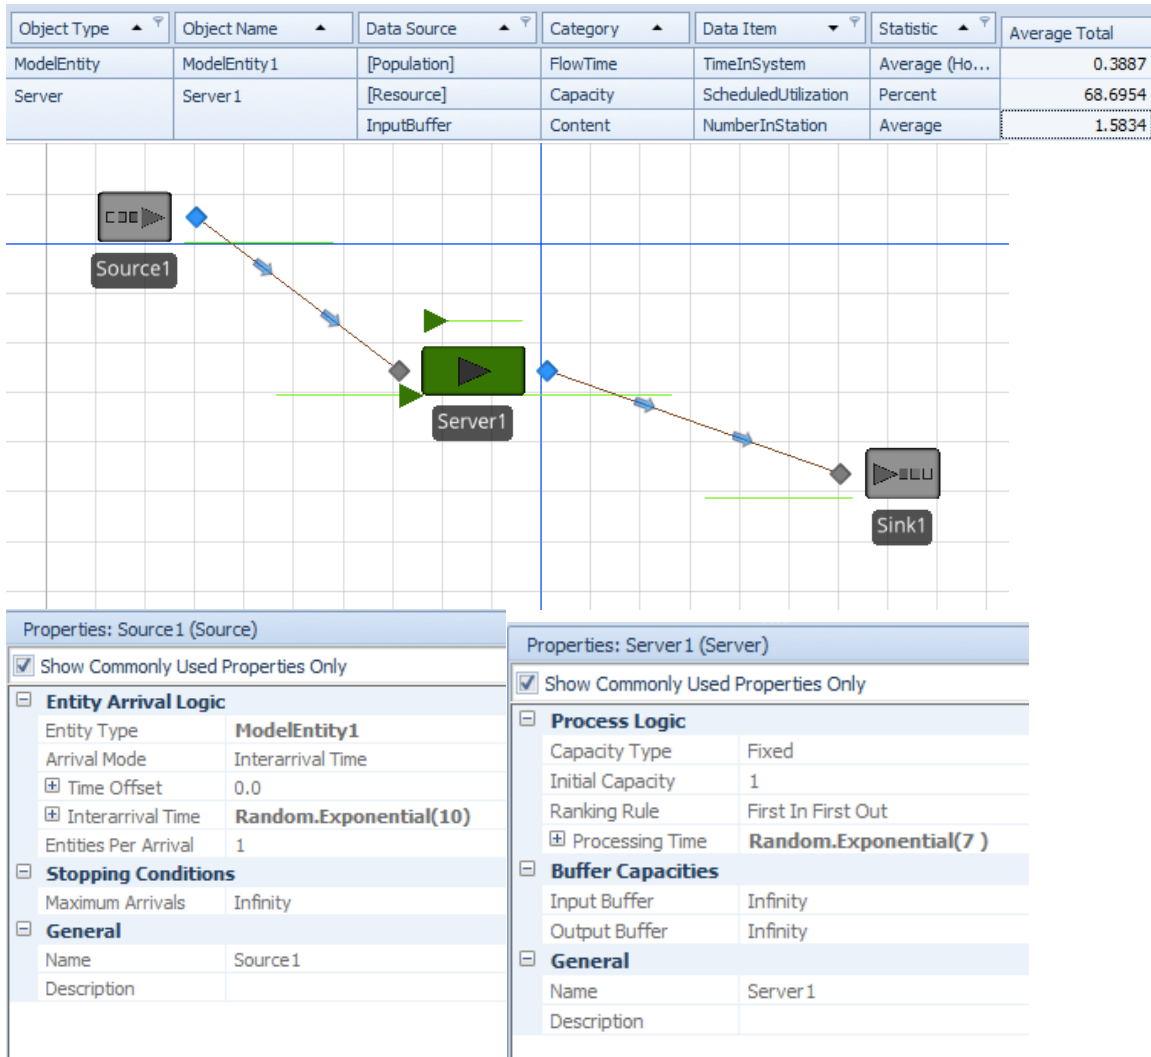 Object Type Object Name Data Source Category Data Item Statistic Average Total
ModelEntity ModelEntity1 [Population] FlowTime TimeInSystem Average (Ho... 0.3887
Server Server1 [Resource] Capacity ScheduledUtilization Percent 68.6954
InputBuffer Content NumberInStation Average 1.5834
Source1
Server1
Sink1
Properties: Source1 (Source)
Show Commonly Used Properties Only
Entity Arrival Logic
Entity Type ModelEntity1
Arrival Mode Interarrival Time
Time Offset 0.0
Interarrival Time Random.Exponential(10)
Entities Per Arrival 1
Stopping Conditions
Maximum Arrivals Infinity
General
Name Source1
Description
Properties: Server1 (Server)
Show Commonly Used Properties Only
Process Logic
Capacity Type Fixed
Initial Capacity 1
Ranking Rule First In First Out
Processing Time Random.Exponential(7 )
Buffer Capacities
Input Buffer Infinity
Output Buffer Infinity
General
Name Server1
Description